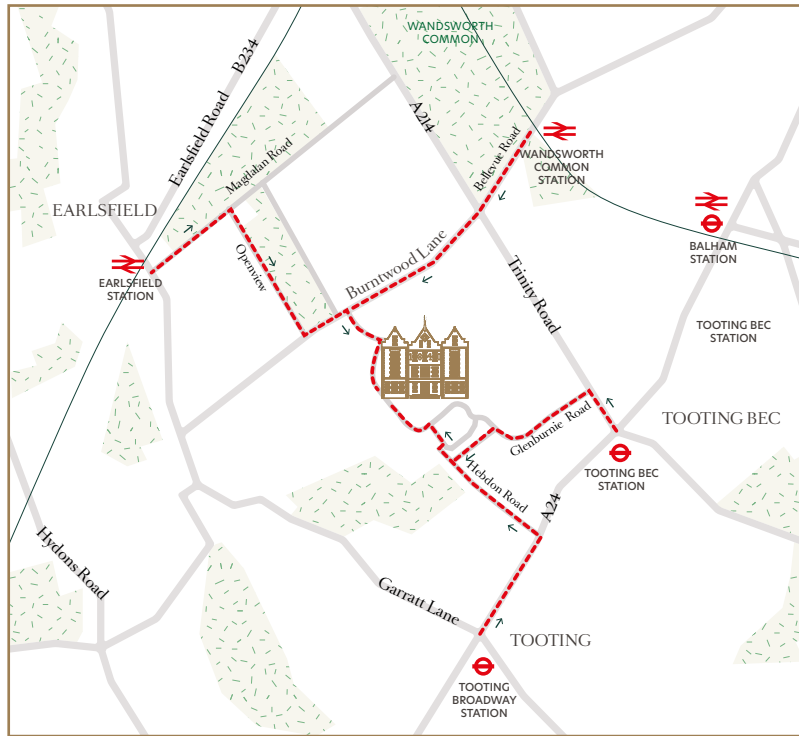 WANDSWORTH
COMMON
B234
Earlsfield Road
A214
Magdalan Road
Bellevue Road
WANDSWORTH
COMMON
STATION
EARLSFIELD
BALHAM
STATION
EARLSFIELD
STATION
Openview
Burntwood Lane
Trinity Road
TOOTING BEC
STATION
TOOTING BEC
Glenburnie Road
TOOTING BEC
STATION
Hebdon Road
A24
Hydons Road
Garratt Lane
TOOTING
TOOTING
BROADWAY
STATION